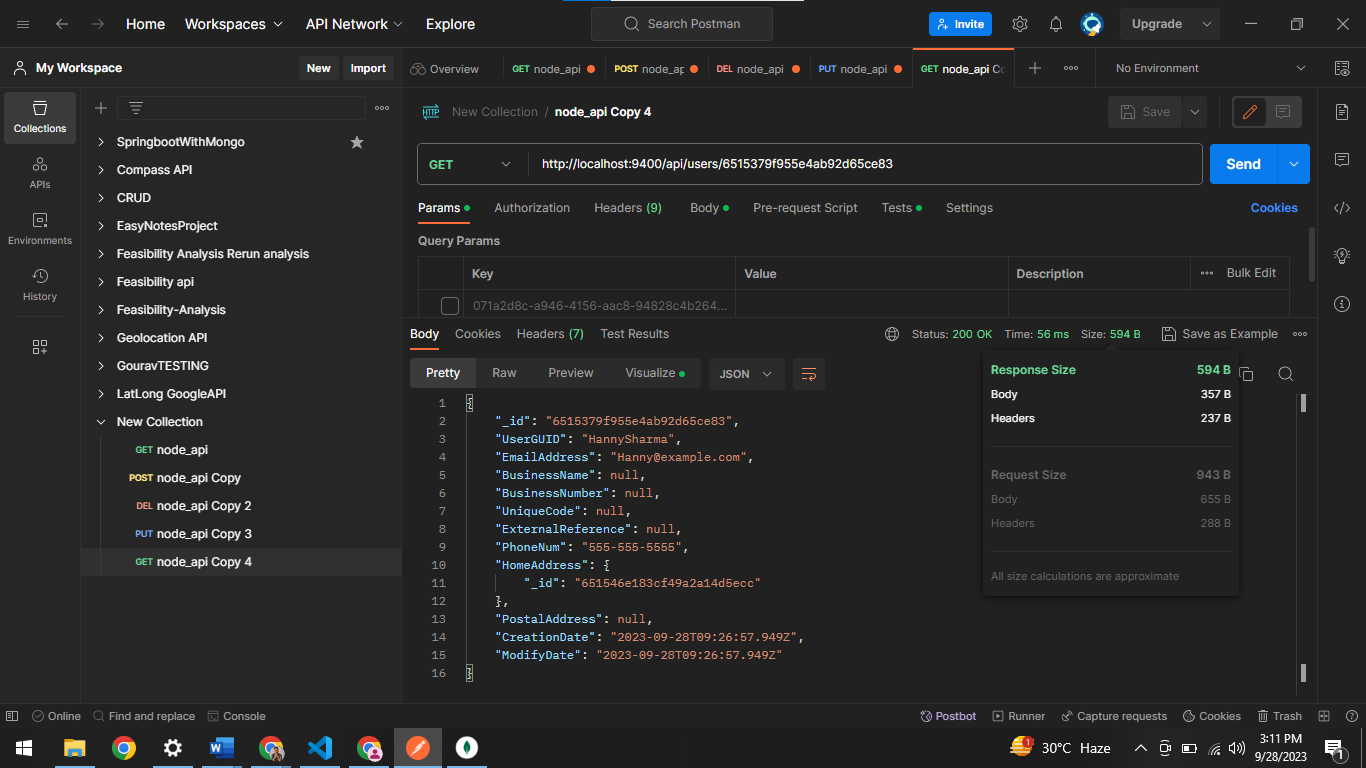 Home Workspaces API Network Explore Search Postman Invite Upgrade
My Workspace New Import Overview GET node_api POST node_ap DEL node_api PUT node_api GET node_api Co No Environment
Collections
APIs
Environments
History
SpringbootWithMongo
Compass API
CRUD
EasyNotesProject
Feasibility Analysis Rerun analysis
Feasibility api
Feasibility-Analysis
Geolocation API
GouravTESTING
LatLong GoogleAPI
New Collection
GET node_api
POST node_api Copy
DEL node_api Copy 2
PUT node_api Copy 3
GET node_api Copy 4
HTTP New Collection / node_api Copy 4 Save
GET http://localhost:9400/api/users/6515379f955e4ab92d65ce83 Send
Params Authorization Headers (9) Body Pre-request Script Tests Settings Cookies
Query Params
Key Value Description Bulk Edit
071a2d8c-a946-4156-aac8-94828c4b264...
Body Cookies Headers (7) Test Results Status: 200 OK Time: 56 ms Size: 594 B Save as Example
Pretty Raw Preview Visualize JSON
1 {
2 "_id": "6515379f955e4ab92d65ce83",
3 "UserGUID": "HannySharma",
4 "EmailAddress": "Hanny@example.com",
5 "BusinessName": null,
6 "BusinessNumber": null,
7 "UniqueCode": null,
8 "ExternalReference": null,
9 "PhoneNum": "555-555-5555",
10 "HomeAddress": {
11 "_id": "651546e183cf49a2a14d5ecc"
12 },
13 "PostalAddress": null,
14 "CreationDate": "2023-09-28T09:26:57.949Z",
15 "ModifyDate": "2023-09-28T09:26:57.949Z"
16 }
Response Size 594 B
Body 357 B
Headers 237 B
Request Size 943 B
Body 655 B
Headers 288 B
All size calculations are approximate
Online Find and replace Console Postbot Runner Capture requests Cookies Trash
1 30°C Haze 3:11 PM
9/28/2023 1